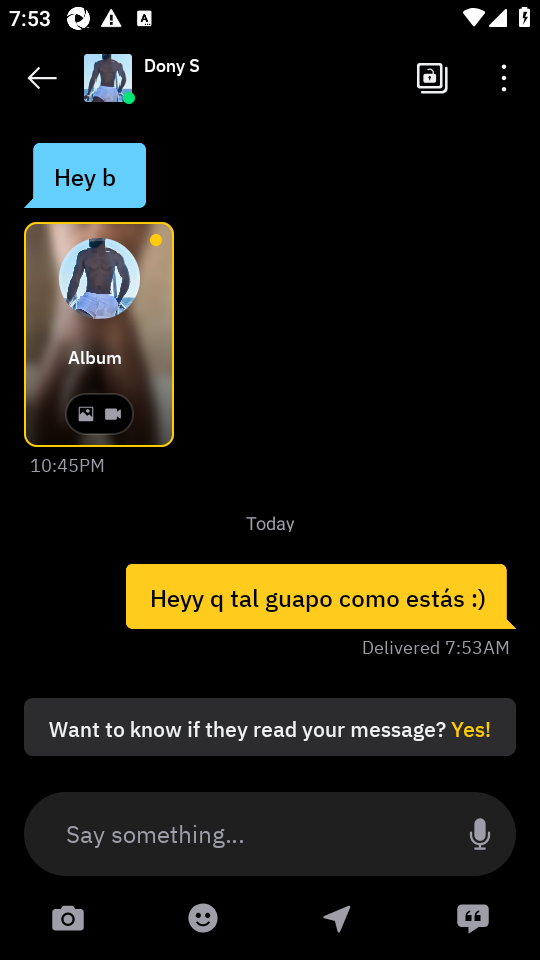 7:53
Dony S
Hey b
Album
10:45PM
Today
Heyy q tal guapo como estás :)
Delivered 7:53AM
Want to know if they read your message? Yes!
Say something...